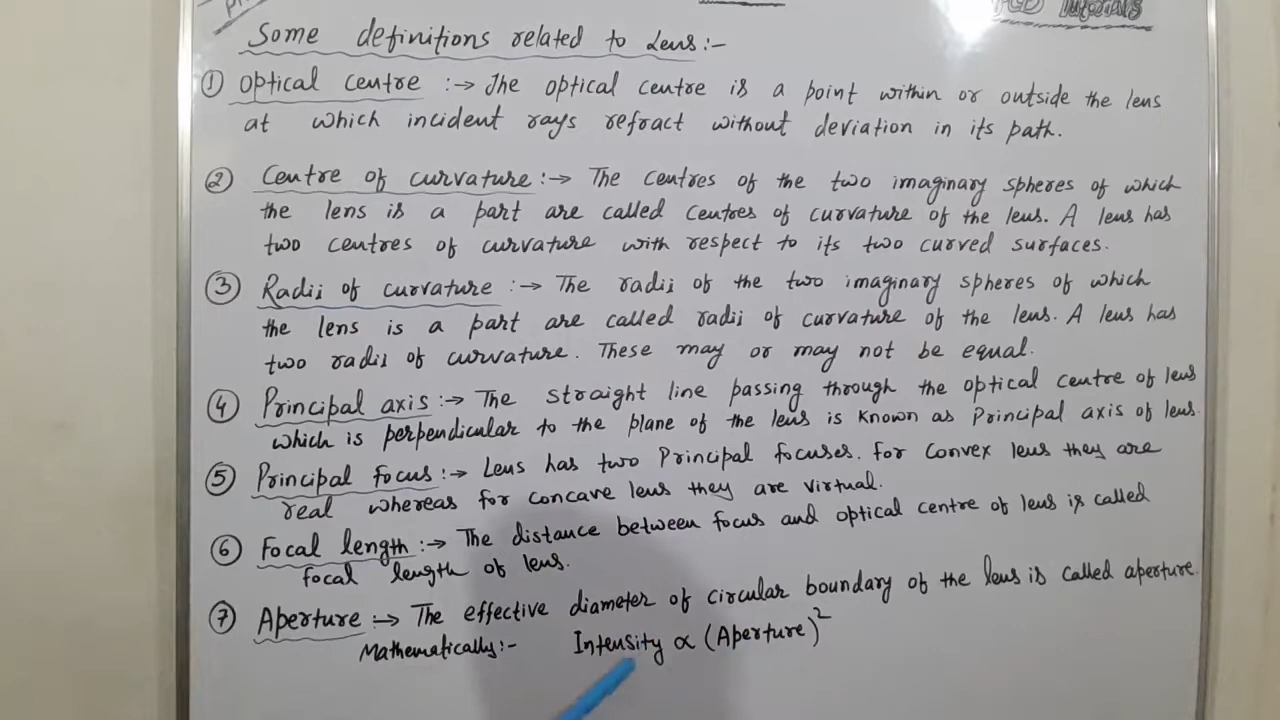 Tutorials
Some definitions related to Lens:-
① Optical centre :→ The optical centre is a point within or outside the lens
at which incident rays refract without deviation in its path.
② Centre of curvature :→ The centres of the two imaginary spheres of which
the lens is a part are called centres of curvature of the lens. A lens has
two centres of curvature with respect to its two curved surfaces.
③ Radii of curvature :→ The radii of the two imaginary spheres of which
the lens is a part are called radii of curvature of the lens. A lens has
two radii of curvature. These may or may not be equal.
④ Principal axis :→ The straight line passing through the optical centre of lens
which is perpendicular to the plane of the lens is known as Principal axis of lens.
⑤ Principal focus :→ Lens has two Principal focuses. For convex lens they are
real whereas for concave lens they are virtual.
⑥ Focal length :→ The distance between focus and optical centre of lens is called
focal length of lens.
⑦ Aperture :→ The effective diameter of circular boundary of the lens is called aperture.
Mathematically:- Intensity ∝ (Aperture)²